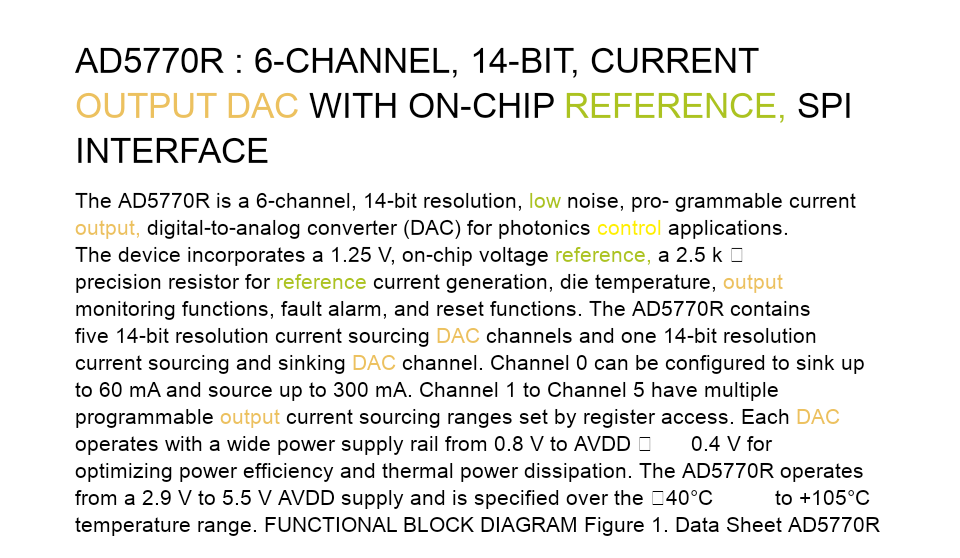 AD5770R : 6-CHANNEL, 14-BIT, CURRENT
OUTPUT DAC WITH ON-CHIP REFERENCE, SPI
INTERFACE
The AD5770R is a 6-channel, 14-bit resolution, low noise, pro- grammable current
output, digital-to-analog converter (DAC) for photonics control applications.
The device incorporates a 1.25 V, on-chip voltage reference, a 2.5 k □
precision resistor for reference current generation, die temperature, output
monitoring functions, fault alarm, and reset functions. The AD5770R contains
five 14-bit resolution current sourcing DAC channels and one 14-bit resolution
current sourcing and sinking DAC channel. Channel 0 can be configured to sink up
to 60 mA and source up to 300 mA. Channel 1 to Channel 5 have multiple
programmable output current sourcing ranges set by register access. Each DAC
operates with a wide power supply rail from 0.8 V to AVDD □ 0.4 V for
optimizing power efficiency and thermal power dissipation. The AD5770R operates
from a 2.9 V to 5.5 V AVDD supply and is specified over the □40°C to +105°C
temperature range. FUNCTIONAL BLOCK DIAGRAM Figure 1. Data Sheet AD5770R